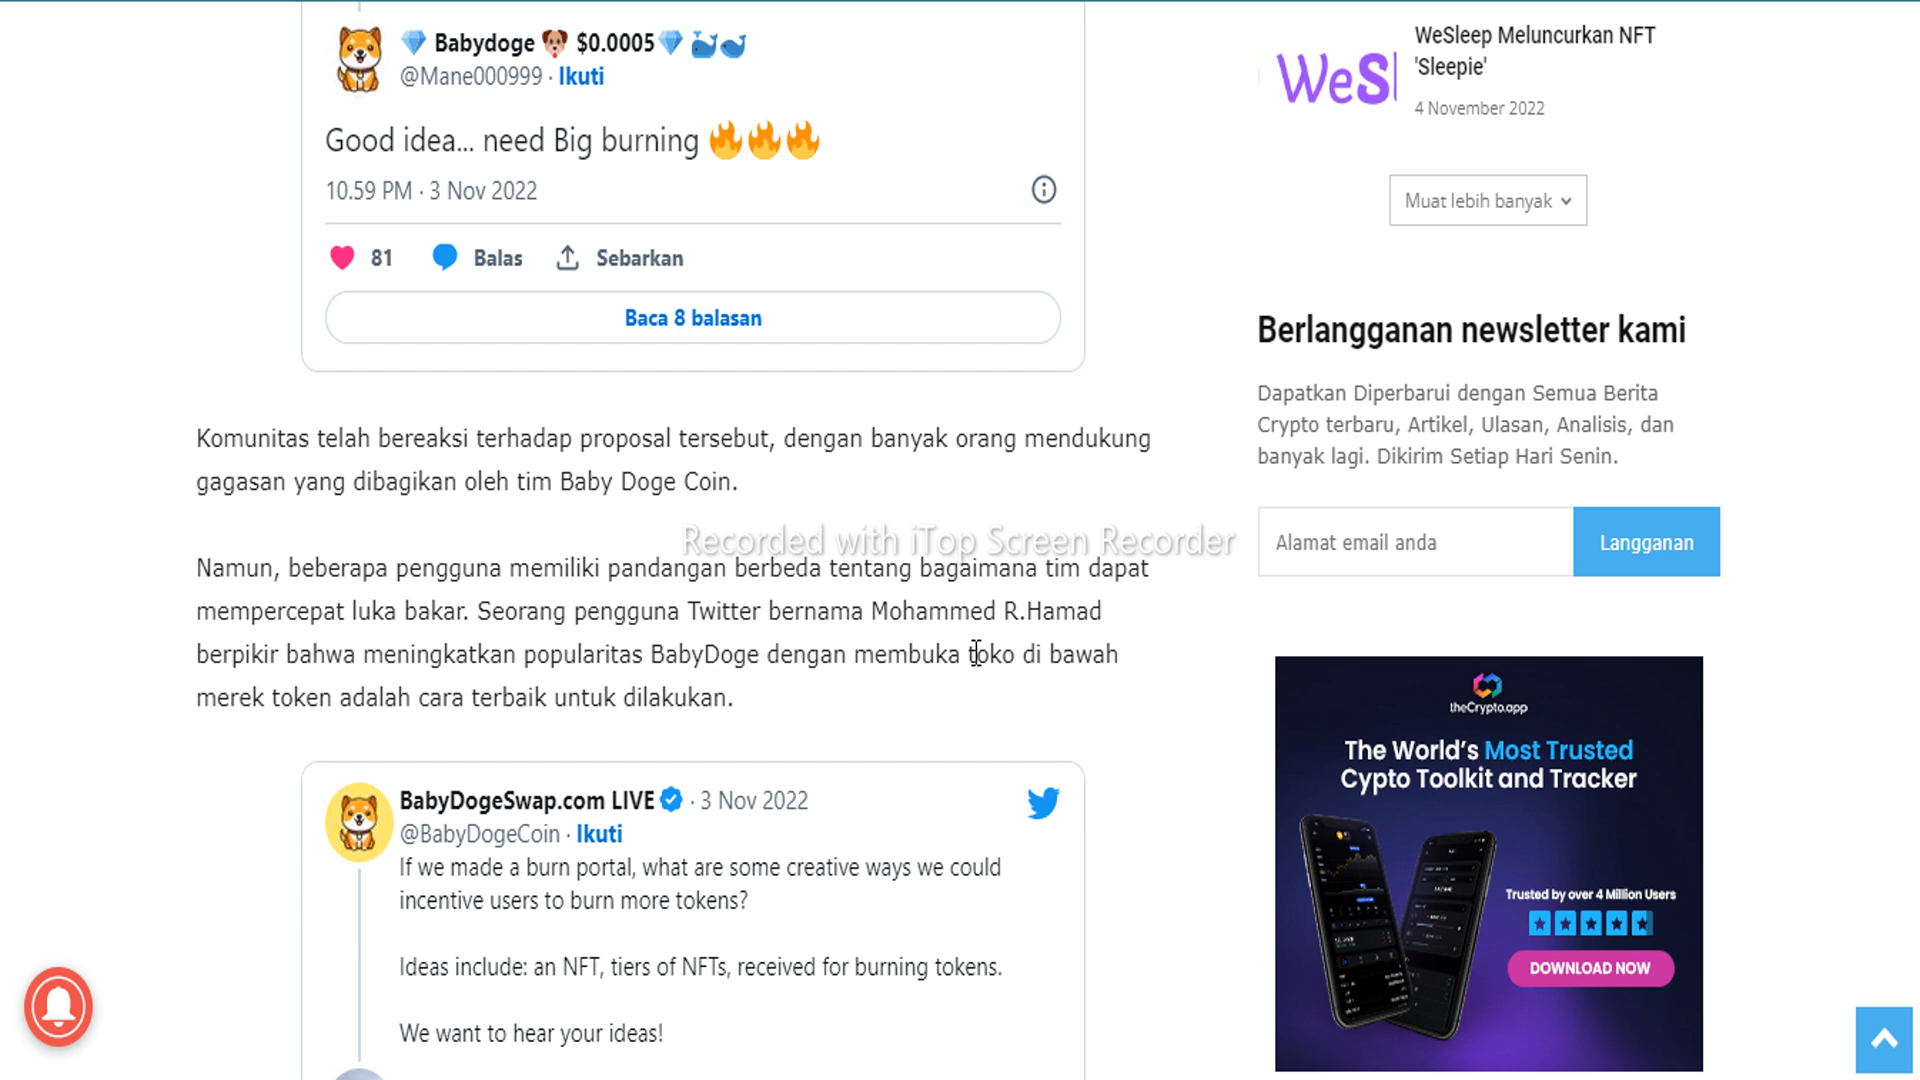 Babydoge $0.0005
@Mane000999 · Ikuti
Good idea... need Big burning
10.59 PM · 3 Nov 2022
81 Balas Sebarkan
Baca 8 balasan
Komunitas telah bereaksi terhadap proposal tersebut, dengan banyak orang mendukung
gagasan yang dibagikan oleh tim Baby Doge Coin.
Namun, beberapa pengguna memiliki pandangan berbeda tentang bagaimana tim dapat
mempercepat luka bakar. Seorang pengguna Twitter bernama Mohammed R.Hamad
berpikir bahwa meningkatkan popularitas BabyDoge dengan membuka toko di bawah
merek token adalah cara terbaik untuk dilakukan.
Recorded with iTop Screen Recorder
BabyDogeSwap.com LIVE · 3 Nov 2022
@BabyDogeCoin · Ikuti
If we made a burn portal, what are some creative ways we could
incentive users to burn more tokens?
Ideas include: an NFT, tiers of NFTs, received for burning tokens.
We want to hear your ideas!
WeS
WeSleep Meluncurkan NFT
'Sleepie'
4 November 2022
Muat lebih banyak
Berlangganan newsletter kami
Dapatkan Diperbarui dengan Semua Berita
Crypto terbaru, Artikel, Ulasan, Analisis, dan
banyak lagi. Dikirim Setiap Hari Senin.
Alamat email anda
Langganan
theCrypto.app
The World's Most Trusted
Cypto Toolkit and Tracker
Trusted by over 4 Million Users
DOWNLOAD NOW